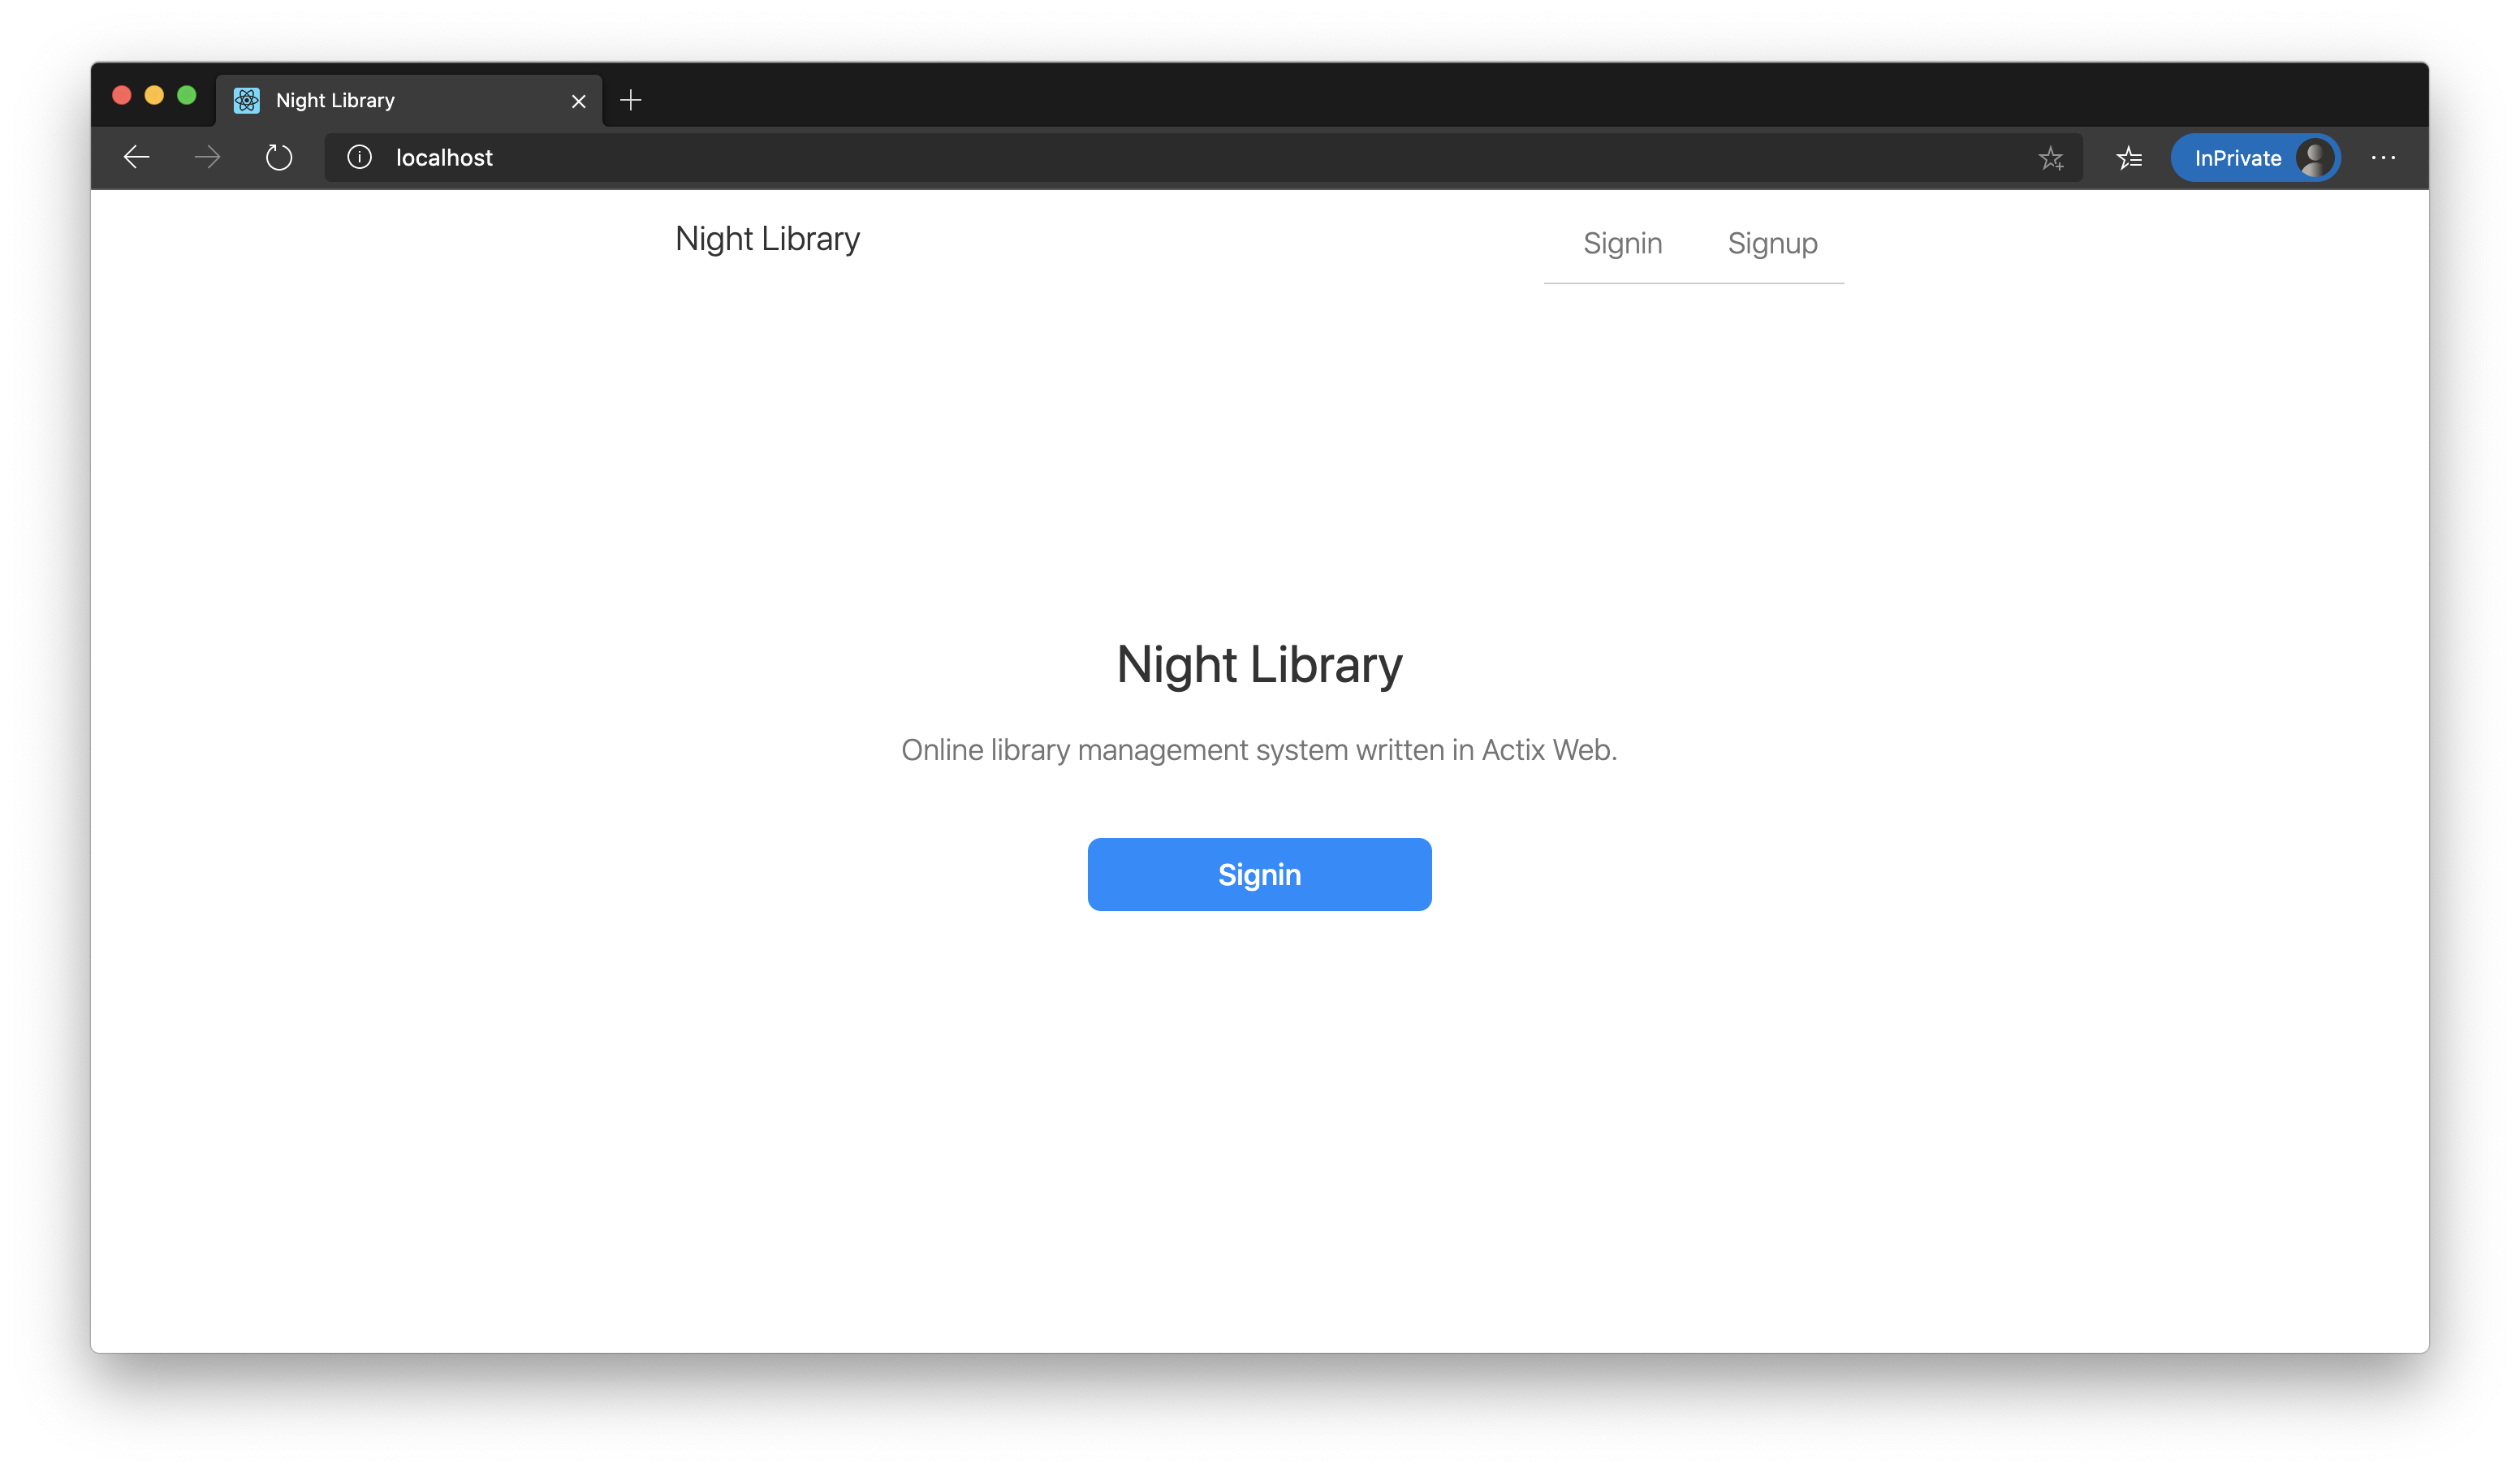 Night Library
localhost
InPrivate
Night Library
Signin Signup
Night Library
Online library management system written in Actix Web.
Signin